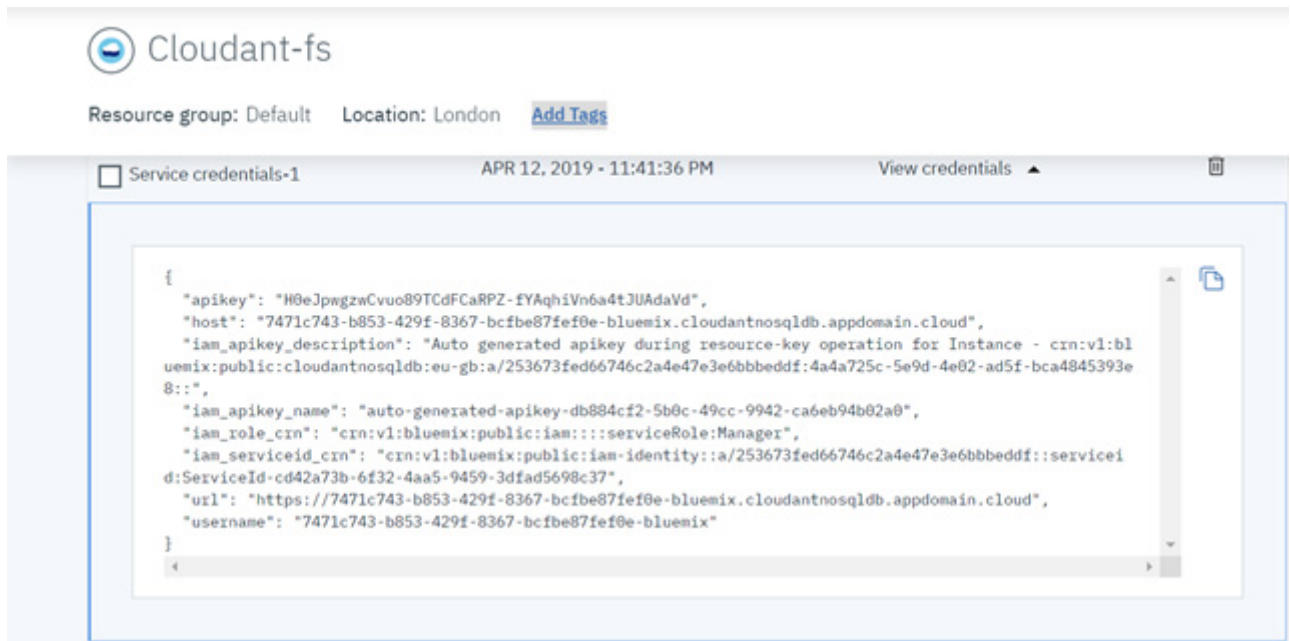 Cloudant-fs
Resource group: Default Location: London Add Tags
Service credentials-1 APR 12, 2019 - 11:41:36 PM View credentials
{
"apikey": "H0eJpwgzwCvuo89TCdFCaRPZ-fYAqhiVn6a4tJUAdaVd",
"host": "7471c743-b853-429f-8367-bcfbe87fef0e-bluemix.cloudantnosqldb.appdomain.cloud",
"iam_apikey_description": "Auto generated apikey during resource-key operation for Instance - crn:v1:bl
uemix:public:cloudantnosqldb:eu-gb:a/253673fed66746c2a4e47e3e6bbbeddf:4a4a725c-5e9d-4e02-ad5f-bca4845393e
8::",
"iam_apikey_name": "auto-generated-apikey-db884cf2-5b0c-49cc-9942-ca6eb94b02a0",
"iam_role_crn": "crn:v1:bluemix:public:iam::::serviceRole:Manager",
"iam_serviceid_crn": "crn:v1:bluemix:public:iam-identity::a/253673fed66746c2a4e47e3e6bbbeddf::servicei
d:ServiceId-cd42a73b-6f32-4aa5-9459-3dfad5698c37",
"url": "https://7471c743-b853-429f-8367-bcfbe87fef0e-bluemix.cloudantnosqldb.appdomain.cloud",
"username": "7471c743-b853-429f-8367-bcfbe87fef0e-bluemix"
}